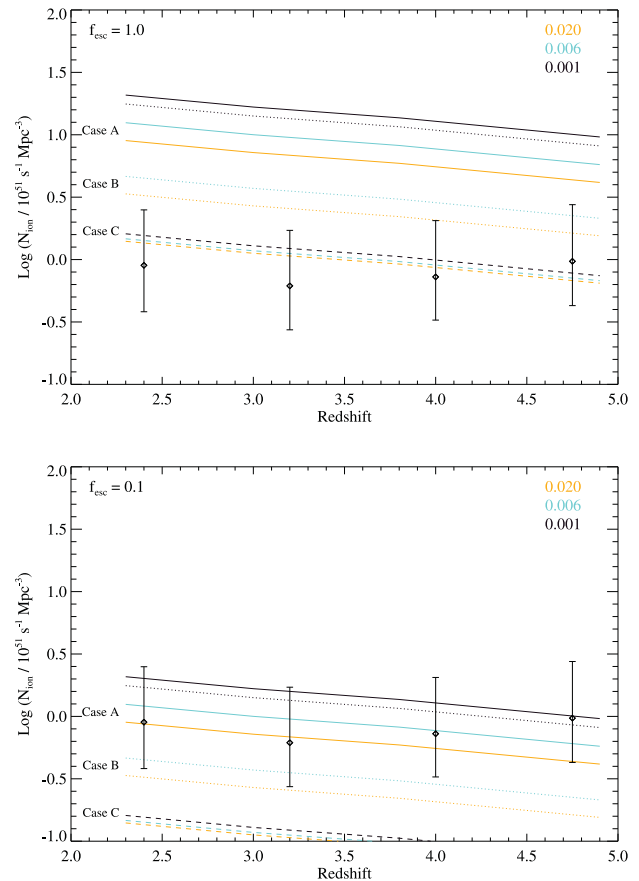 f_esc = 1.0
0.020
0.006
0.001
Case A
Case B
Case C
Log (N_ion / 10^51 s^-1 Mpc^-3)
2.0
1.5
1.0
0.5
0.0
-0.5
-1.0
2.0 2.5 3.0 3.5 4.0 4.5 5.0
Redshift
f_esc = 0.1
0.020
0.006
0.001
Case A
Case B
Case C
Log (N_ion / 10^51 s^-1 Mpc^-3)
2.0
1.5
1.0
0.5
0.0
-0.5
-1.0
2.0 2.5 3.0 3.5 4.0 4.5 5.0
Redshift